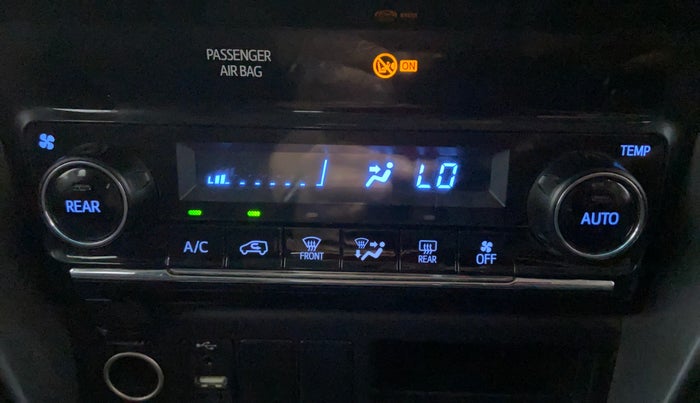 PASSENGER
AIR BAG
ON
TEMP
LO
REAR
AUTO
A/C
FRONT
REAR
OFF